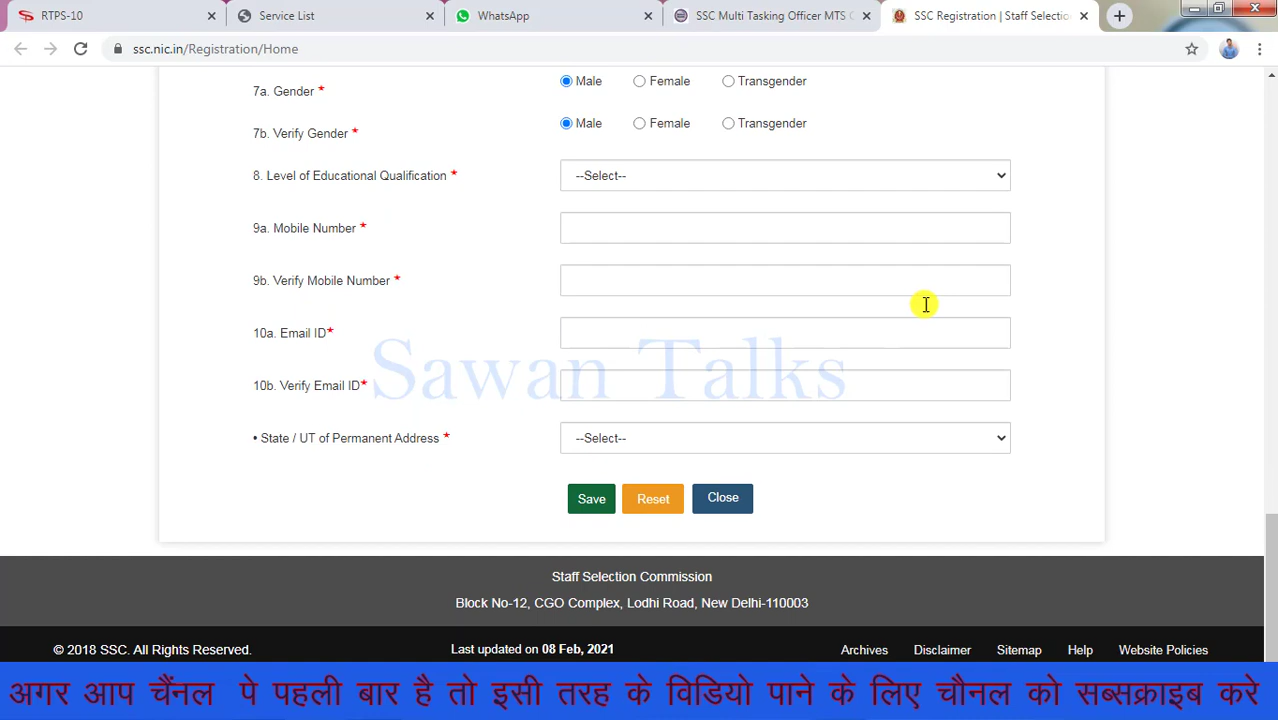 RTPS-10 Service List WhatsApp SSC Multi Tasking Officer MTS SSC Registration | Staff Selectio
ssc.nic.in/Registration/Home
7a. Gender * Male Female Transgender
7b. Verify Gender * Male Female Transgender
8. Level of Educational Qualification * --Select--
9a. Mobile Number *
9b. Verify Mobile Number *
10a. Email ID*
Sawan Talks
10b. Verify Email ID*
• State / UT of Permanent Address * --Select--
Save Reset Close
Staff Selection Commission
Block No-12, CGO Complex, Lodhi Road, New Delhi-110003
© 2018 SSC. All Rights Reserved. Last updated on 08 Feb, 2021 Archives Disclaimer Sitemap Help Website Policies
अगर आप चैंनल पे पहली बार है तो इसी तरह के विडियो पाने के लिए चौनल को सब्सक्राइब करे